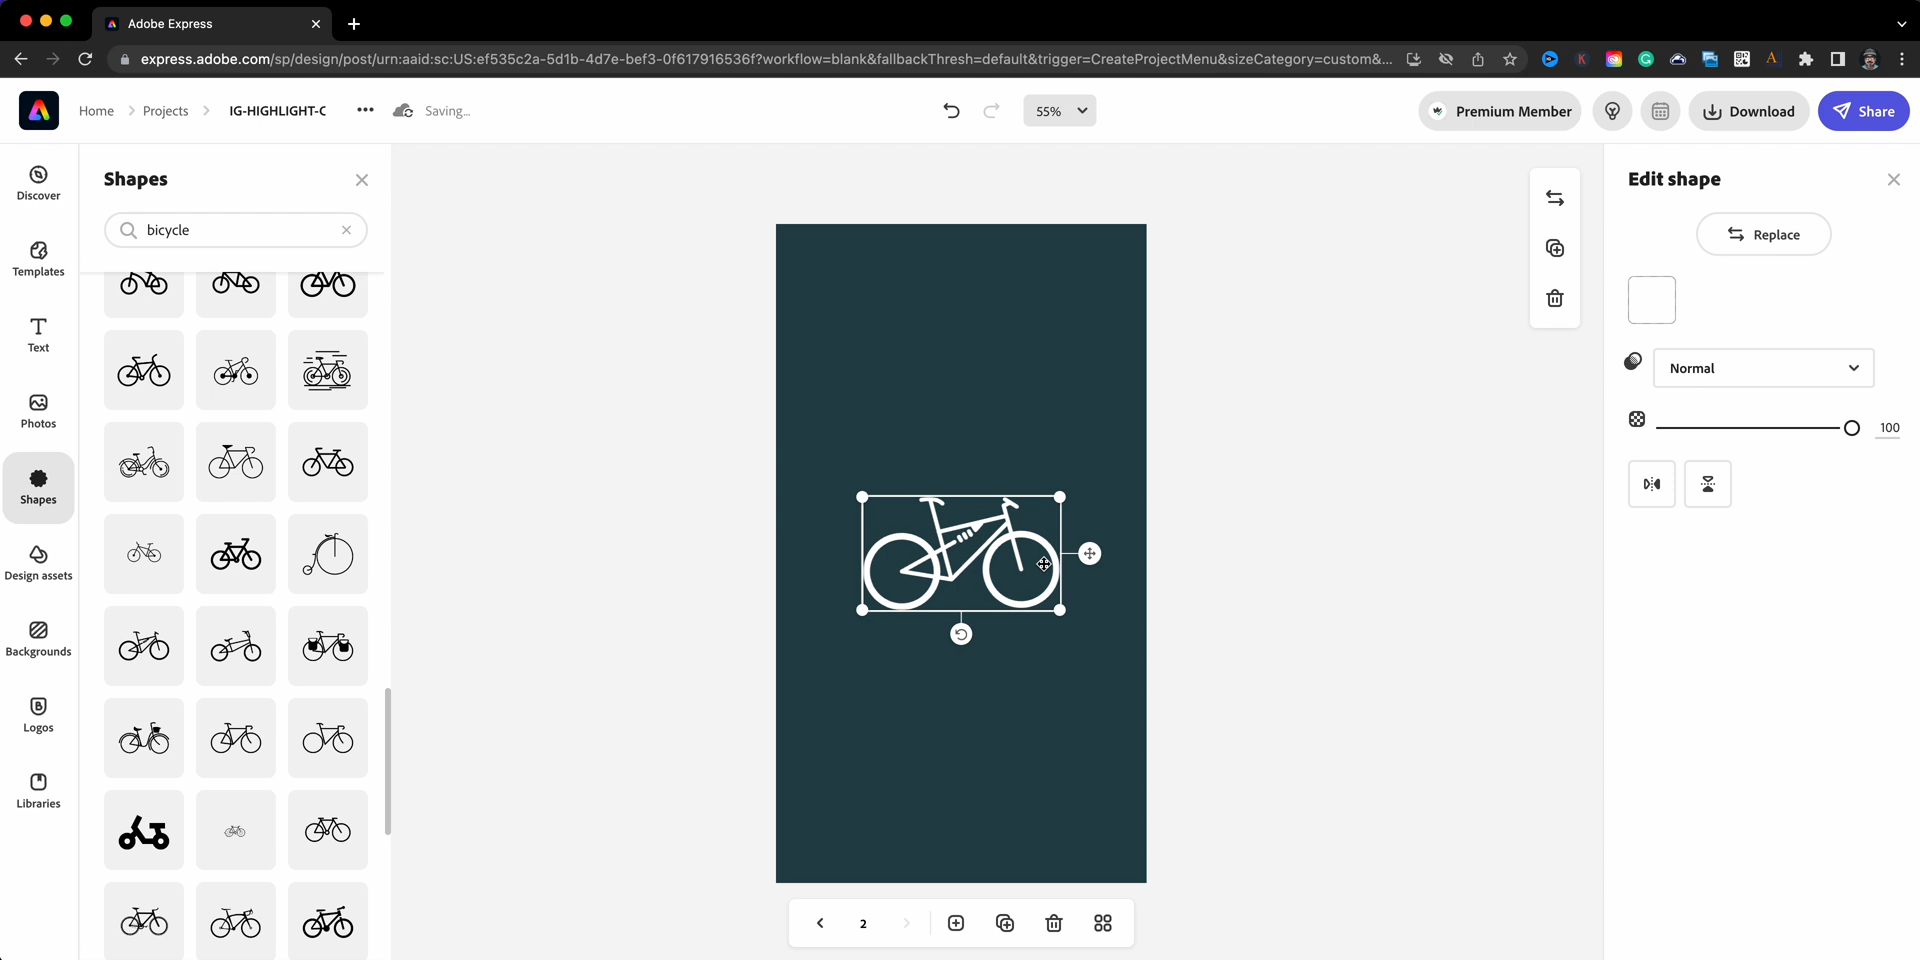 Adobe Express
express.adobe.com/sp/design/post/urn:aaid:sc:US:ef535c2a-5d1b-4d7e-bef3-0f617916536f?workflow=blank&fallbackThresh=default&trigger=CreateProjectMenu&sizeCategory=custom&...
Home
Projects
IG-HIGHLIGHT-C
Saving...
55%
Premium Member
Download
Share
Discover
Templates
Text
Photos
Shapes
Design assets
Backgrounds
Logos
Libraries
Shapes
bicycle
2
Edit shape
Replace
Normal
100